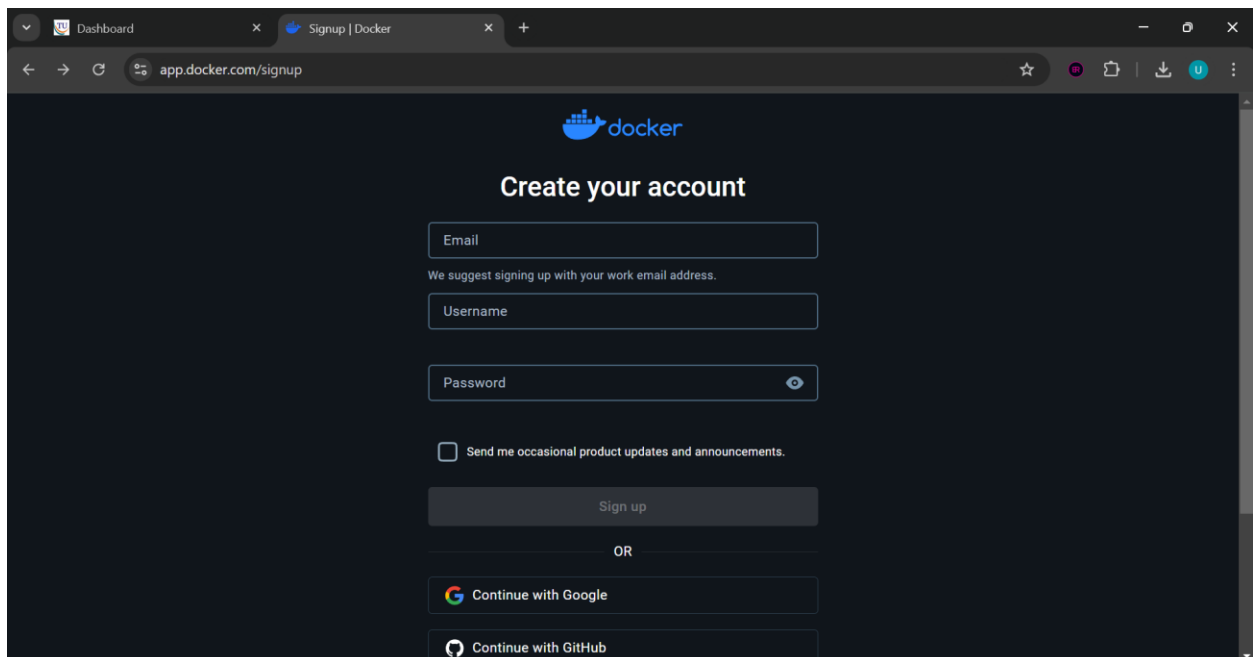 Dashboard
Signup | Docker
app.docker.com/signup
U
docker
Create your account
Email
We suggest signing up with your work email address.
Username
Password
Send me occasional product updates and announcements.
Sign up
OR
Continue with Google
Continue with GitHub